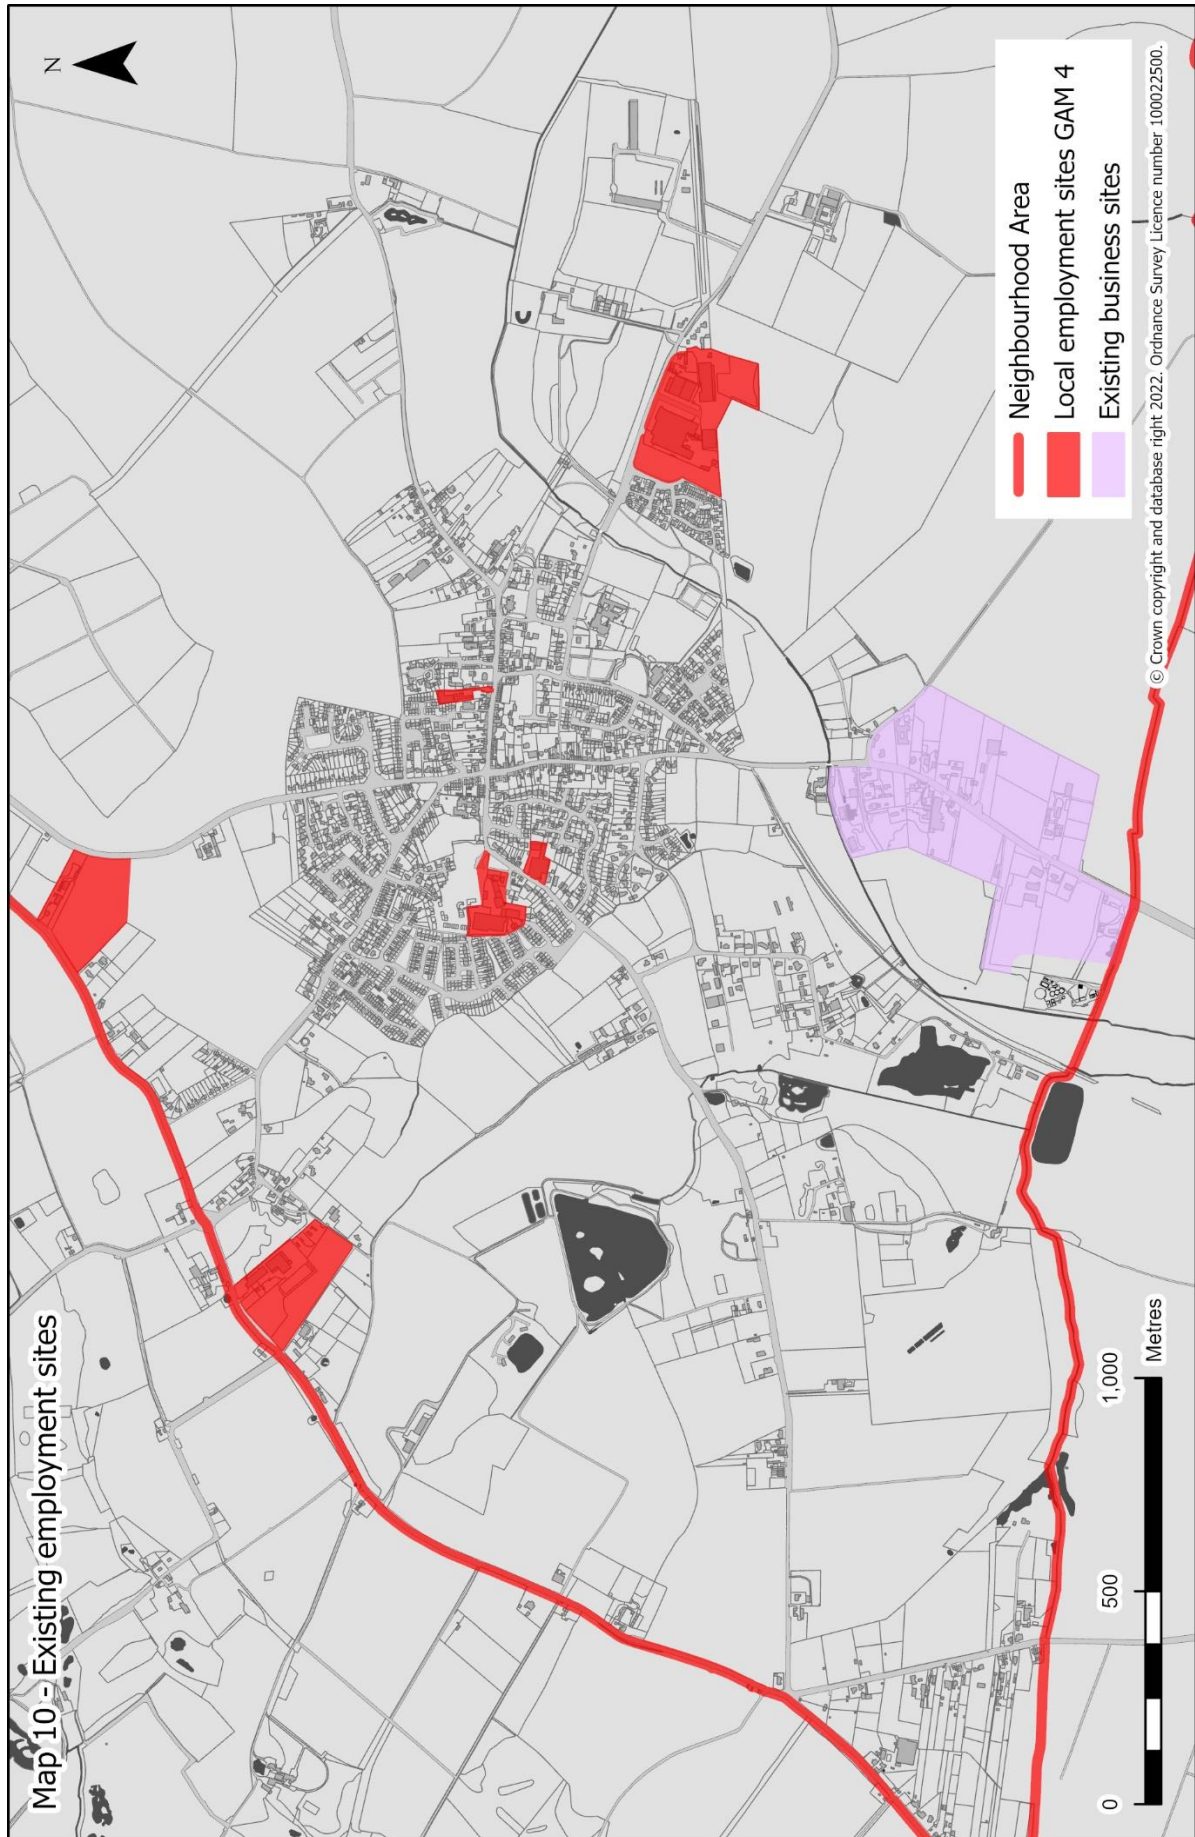 Map 10 - Existing employment sites
N
Neighbourhood Area
Local employment sites GAM 4
Existing business sites
© Crown copyright and database right 2022. Ordnance Survey Licence number 100022500.
0 500 1,000
Metres